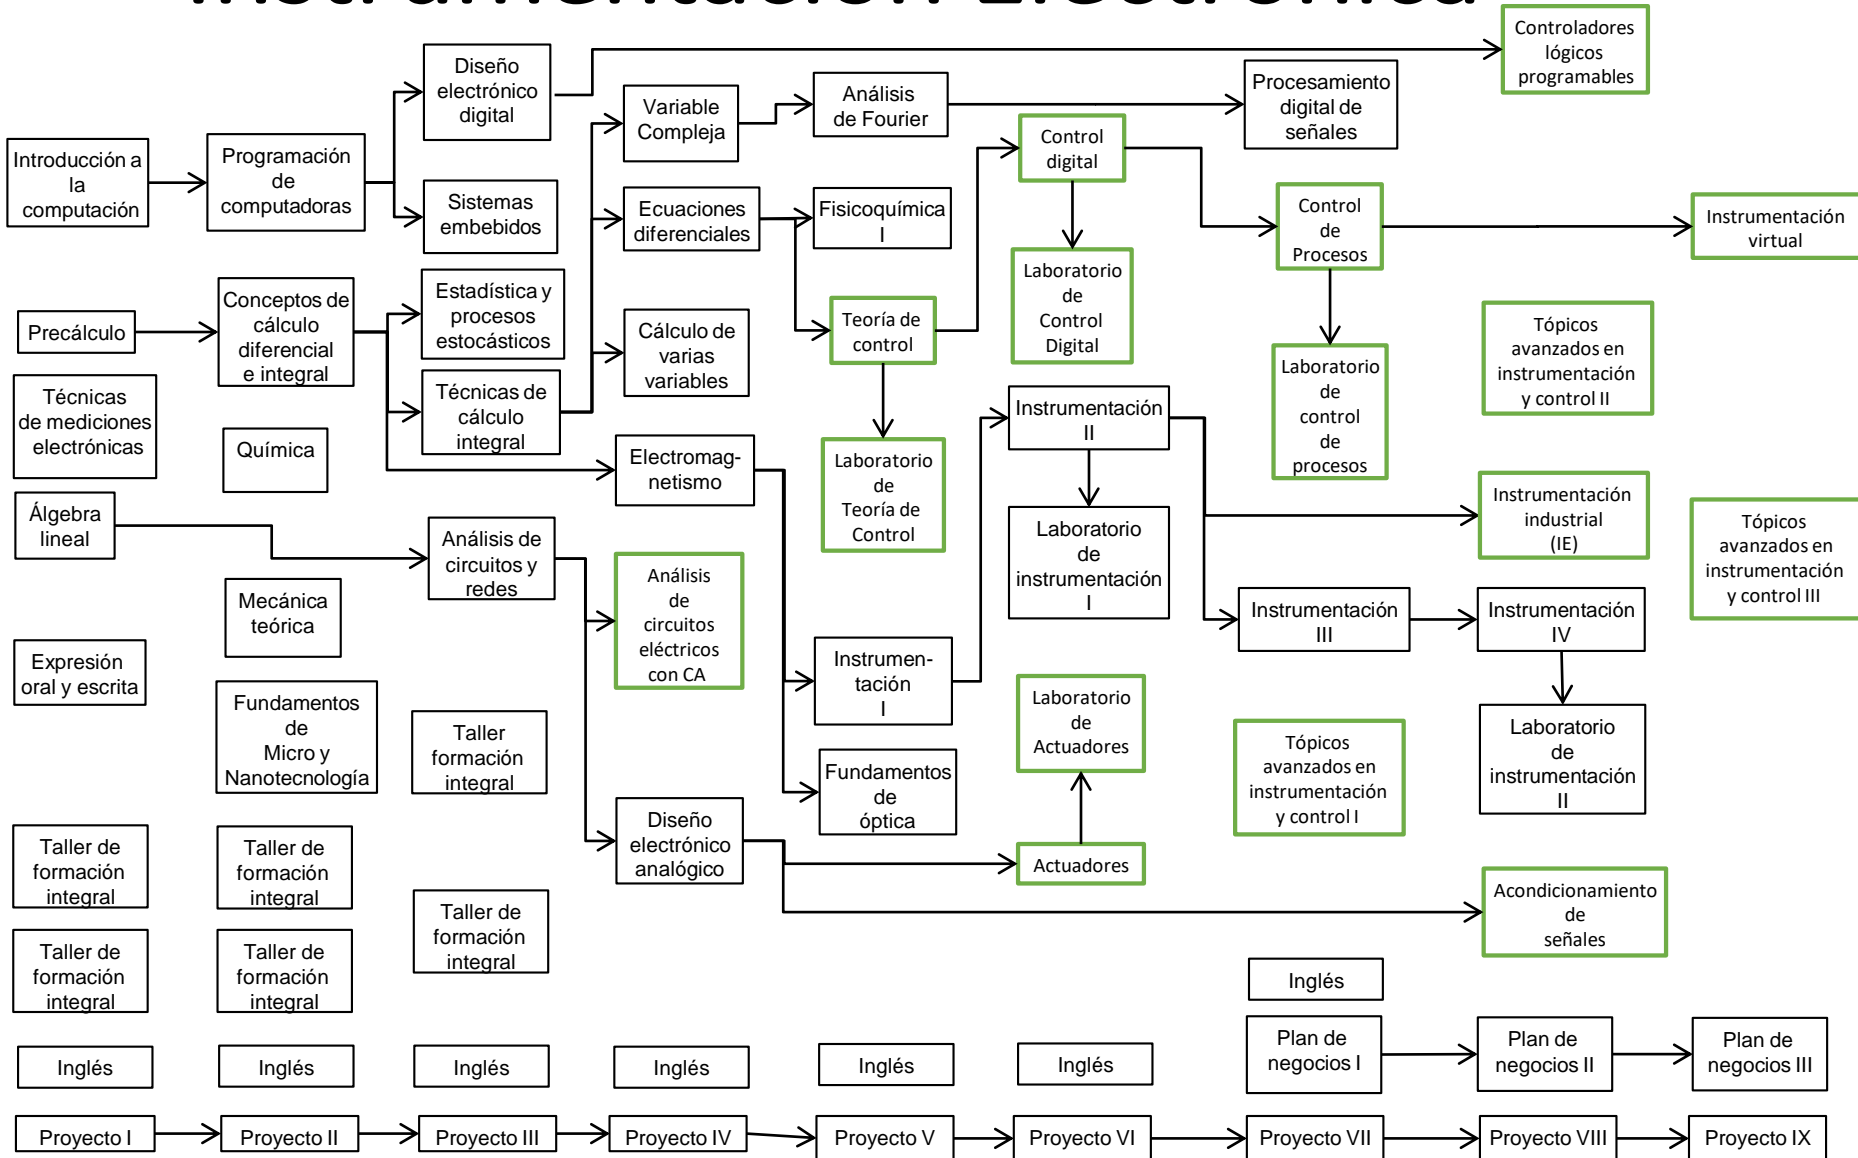 Instrumentación Electrónica
Controladores
lógicos
programables
Diseño
electrónico
digital
Variable
Compleja
Análisis
de Fourier
Procesamiento
digital de
señales
Introducción a
la
computación
Programación
de
computadoras
Control
digital
Sistemas
embebidos
Ecuaciones
diferenciales
Fisicoquímica
I
Control
de
Procesos
Instrumentación
virtual
Laboratorio
de
Control
Digital
Precálculo
Conceptos de
cálculo
diferencial
e integral
Estadística y
procesos
estocásticos
Cálculo de
varias
variables
Teoría de
control
Tópicos
avanzados en
instrumentación
y control II
Laboratorio
de
control
de
procesos
Técnicas
de mediciones
electrónicas
Química
Técnicas de
cálculo
integral
Instrumentación
II
Electromag-
netismo
Laboratorio
de
Teoría de
Control
Instrumentación
industrial
(IE)
Álgebra
lineal
Análisis de
circuitos y
redes
Laboratorio
de
instrumentación
I
Tópicos
avanzados en
instrumentación
y control III
Análisis
de
circuitos
eléctricos
con CA
Mecánica
teórica
Instrumentación
III
Instrumentación
IV
Expresión
oral y escrita
Instrumen-
tación
I
Fundamentos
de
Micro y
Nanotecnología
Taller
formación
integral
Laboratorio
de
Actuadores
Tópicos
avanzados en
instrumentación
y control I
Laboratorio
de
instrumentación
II
Fundamentos
de
óptica
Taller de
formación
integral
Taller de
formación
integral
Diseño
electrónico
analógico
Actuadores
Taller de
formación
integral
Acondicionamiento
de
señales
Taller de
formación
integral
Taller de
formación
integral
Inglés
Plan de
negocios I
Plan de
negocios II
Plan de
negocios III
Inglés
Inglés
Inglés
Inglés
Inglés
Inglés
Proyecto I
Proyecto II
Proyecto III
Proyecto IV
Proyecto V
Proyecto VI
Proyecto VII
Proyecto VIII
Proyecto IX